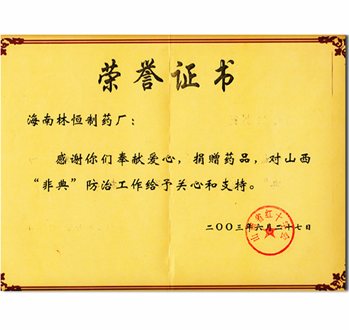 荣誉证书
海南林恒制药厂：
感谢你们奉献爱心，捐赠药品，对山西
“非典”防治工作给予关心和支持。
二〇〇三年六月二十七日